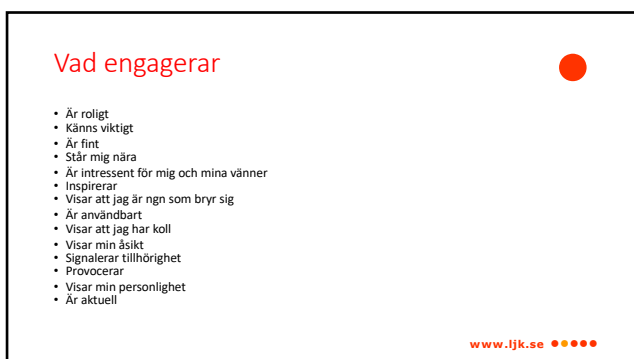 Vad engagerar
• Är roligt
• Känns viktigt
• Är fint
• Står mig nära
• Är intressent för mig och mina vänner
• Inspirerar
• Visar att jag är ngn som bryr sig
• Är användbart
• Visar att jag har koll
• Visar min åsikt
• Signalerar tillhörighet
• Provocerar
• Visar min personlighet
• Är aktuell
www.ljk.se